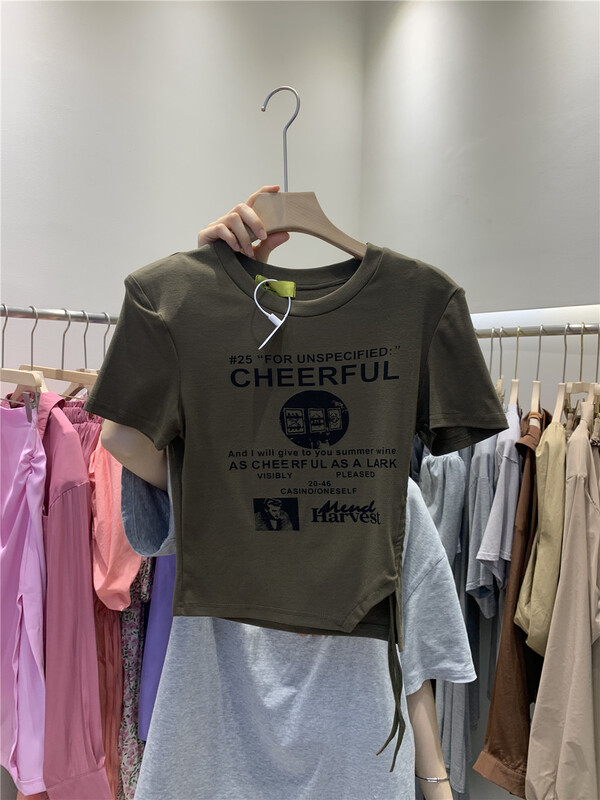 #25 "FOR UNSPECIFIED:"
CHEERFUL
And I will give to you summer wine
AS CHEERFUL AS A LARK
VISIBLY PLEASED
20-46
CASINO/ONESELF
Mend
Harvest